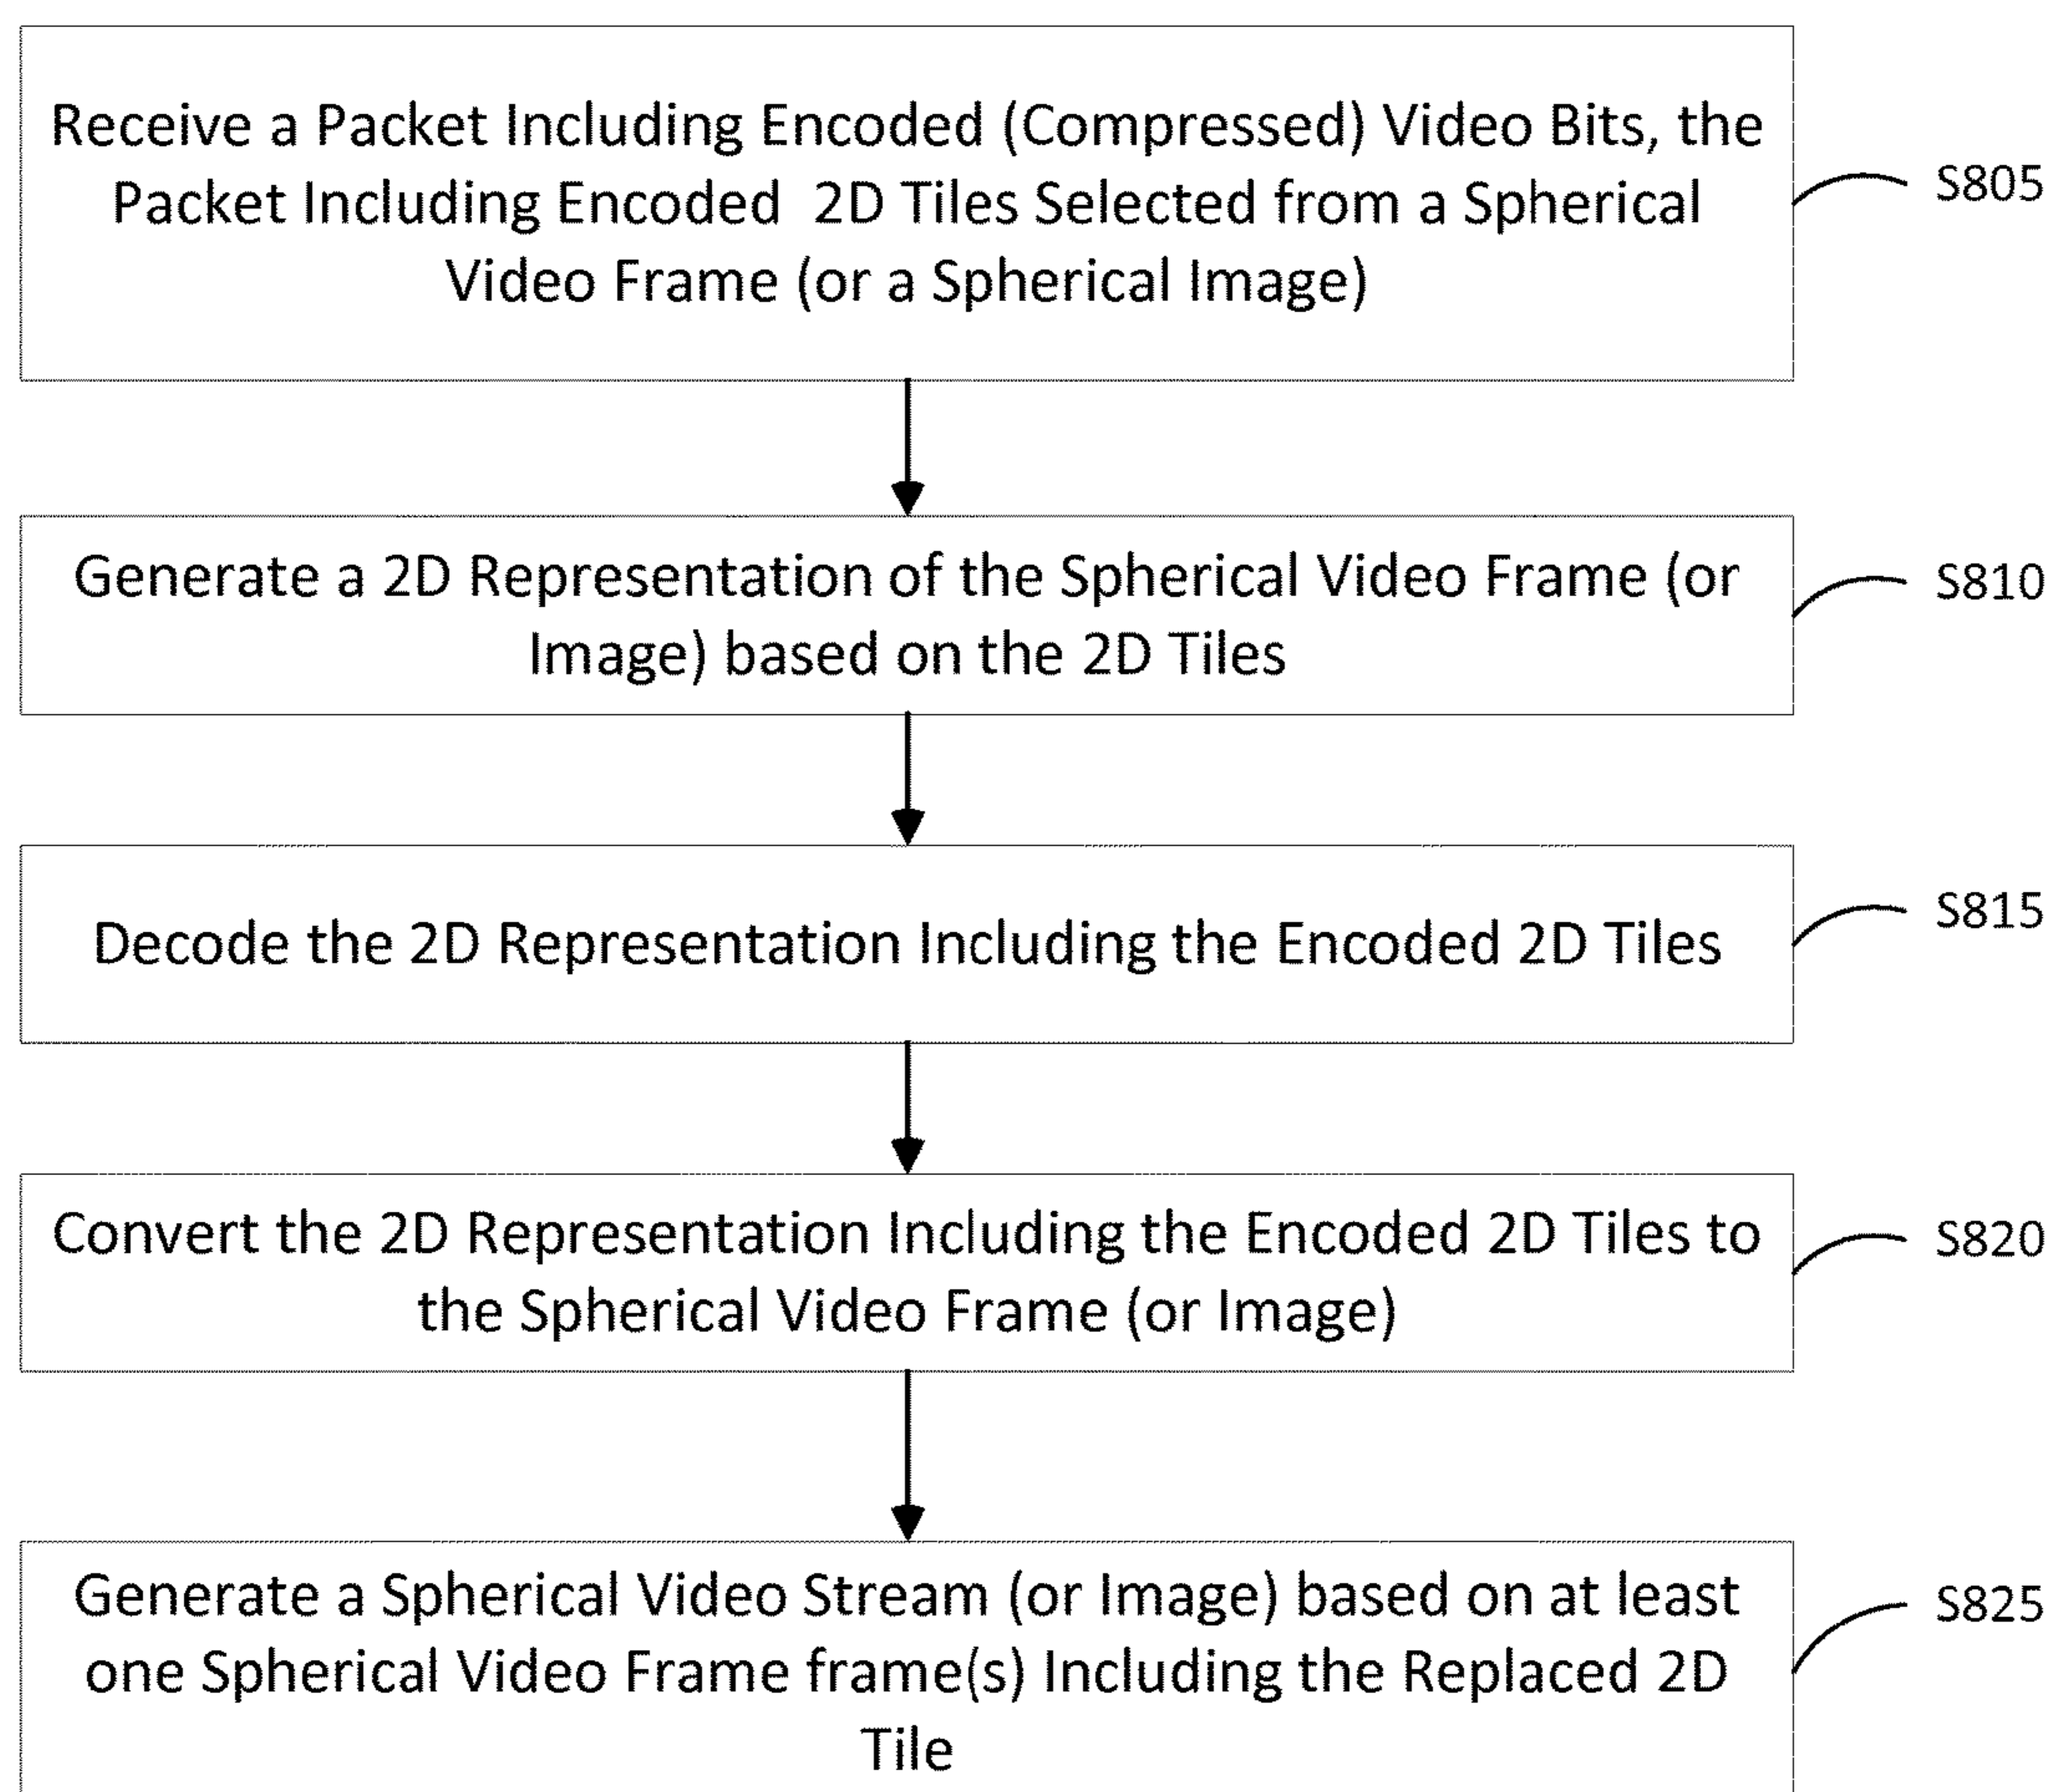 Receive a Packet Including Encoded (Compressed) Video Bits, the
Packet Including Encoded 2D Tiles Selected from a Spherical
Video Frame (or a Spherical Image)
S805
Generate a 2D Representation of the Spherical Video Frame (or
Image) based on the 2D Tiles
S810
Decode the 2D Representation Including the Encoded 2D Tiles
S815
Convert the 2D Representation Including the Encoded 2D Tiles to
the Spherical Video Frame (or Image)
S820
Generate a Spherical Video Stream (or Image) based on at least
one Spherical Video Frame frame(s) Including the Replaced 2D
Tile
S825